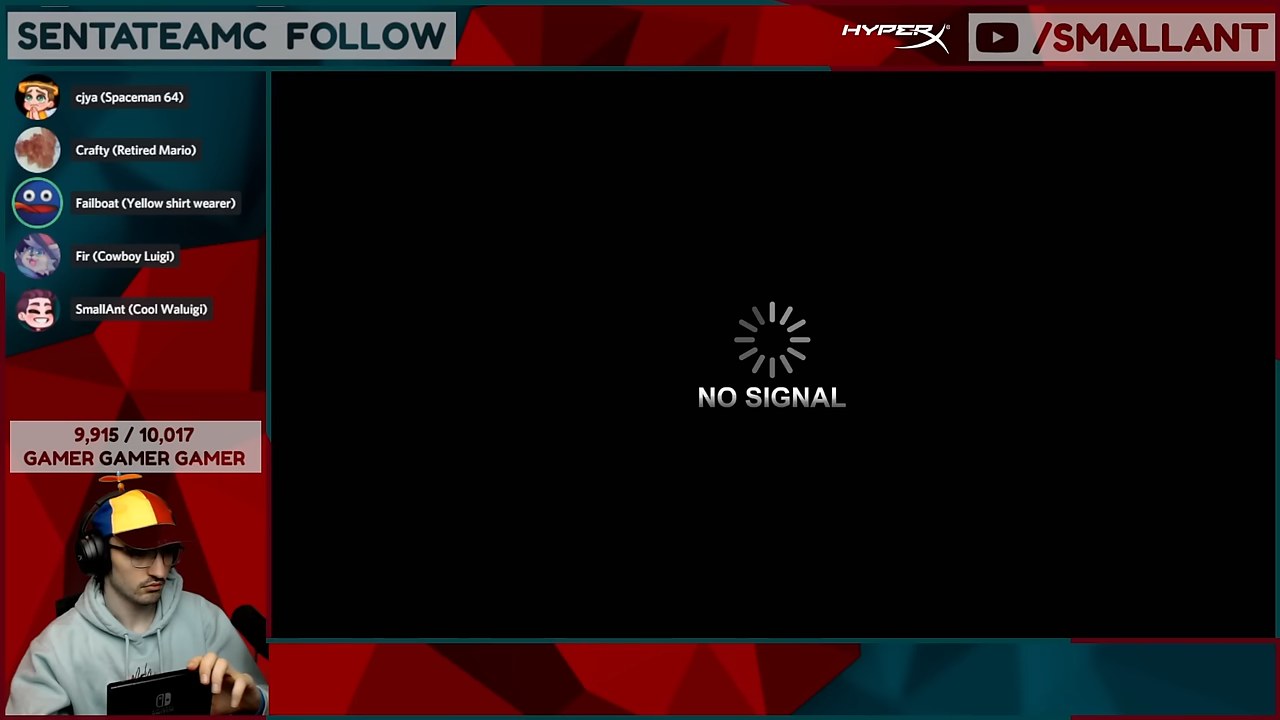 SENTATEAMC FOLLOW
HYPERX
/SMALLANT
cjya (Spaceman 64)
Crafty (Retired Mario)
Failboat (Yellow shirt wearer)
Fir (Cowboy Luigi)
SmallAnt (Cool Waluigi)
NO SIGNAL
9,915 / 10,017
GAMER GAMER GAMER